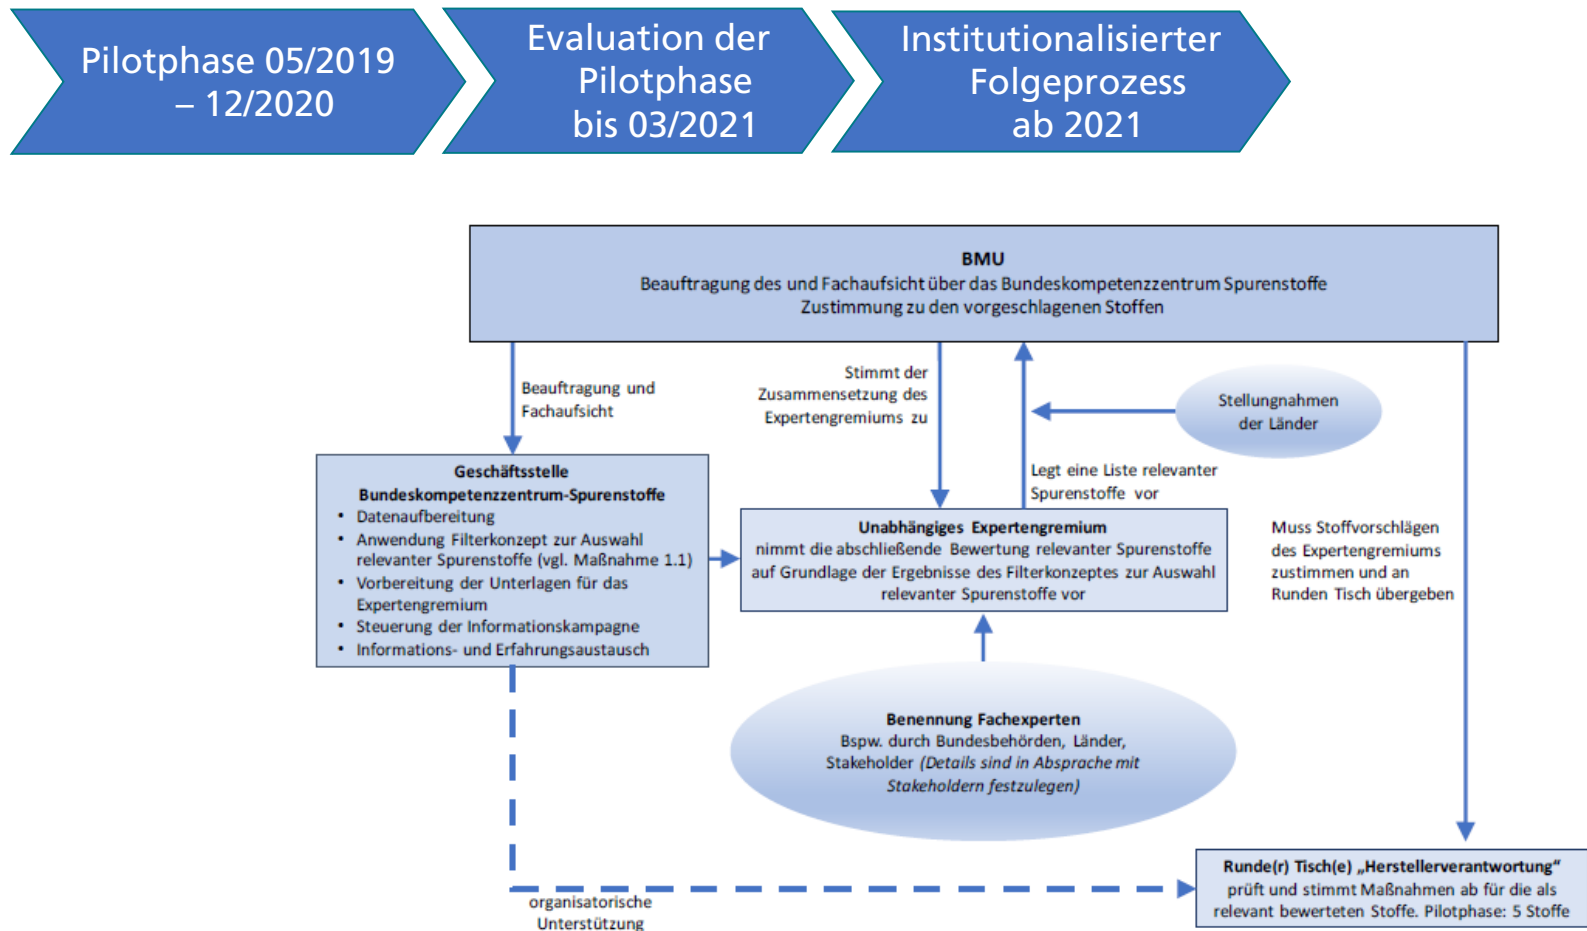 Pilotphase 05/2019
– 12/2020
Evaluation der
Pilotphase
bis 03/2021
Institutionalisierter
Folgeprozess
ab 2021
BMU
Beauftragung des und Fachaufsicht über das Bundeskompetenzzentrum Spurenstoffe
Zustimmung zu den vorgeschlagenen Stoffen
Beauftragung und
Fachaufsicht
Stimmt der
Zusammensetzung des
Expertengremiums zu
Stellungnahmen
der Länder
Legt eine Liste relevanter
Spurenstoffe vor
Geschäftsstelle
Bundeskompetenzzentrum-Spurenstoffe
• Datenaufbereitung
• Anwendung Filterkonzept zur Auswahl
relevanter Spurenstoffe (vgl. Maßnahme 1.1)
• Vorbereitung der Unterlagen für das
Expertengremium
• Steuerung der Informationskampagne
• Informations- und Erfahrungsaustausch
Unabhängiges Expertengremium
nimmt die abschließende Bewertung relevanter Spurenstoffe
auf Grundlage der Ergebnisse des Filterkonzeptes zur Auswahl
relevanter Spurenstoffe vor
Muss Stoffvorschlägen
des Expertengremiums
zustimmen und an
Runden Tisch übergeben
Benennung Fachexperten
Bspw. durch Bundesbehörden, Länder,
Stakeholder (Details sind in Absprache mit
Stakeholdern festzulegen)
organisatorische
Unterstützung
Runde(r) Tisch(e) „Herstellerverantwortung“
prüft und stimmt Maßnahmen ab für die als
relevant bewerteten Stoffe. Pilotphase: 5 Stoffe